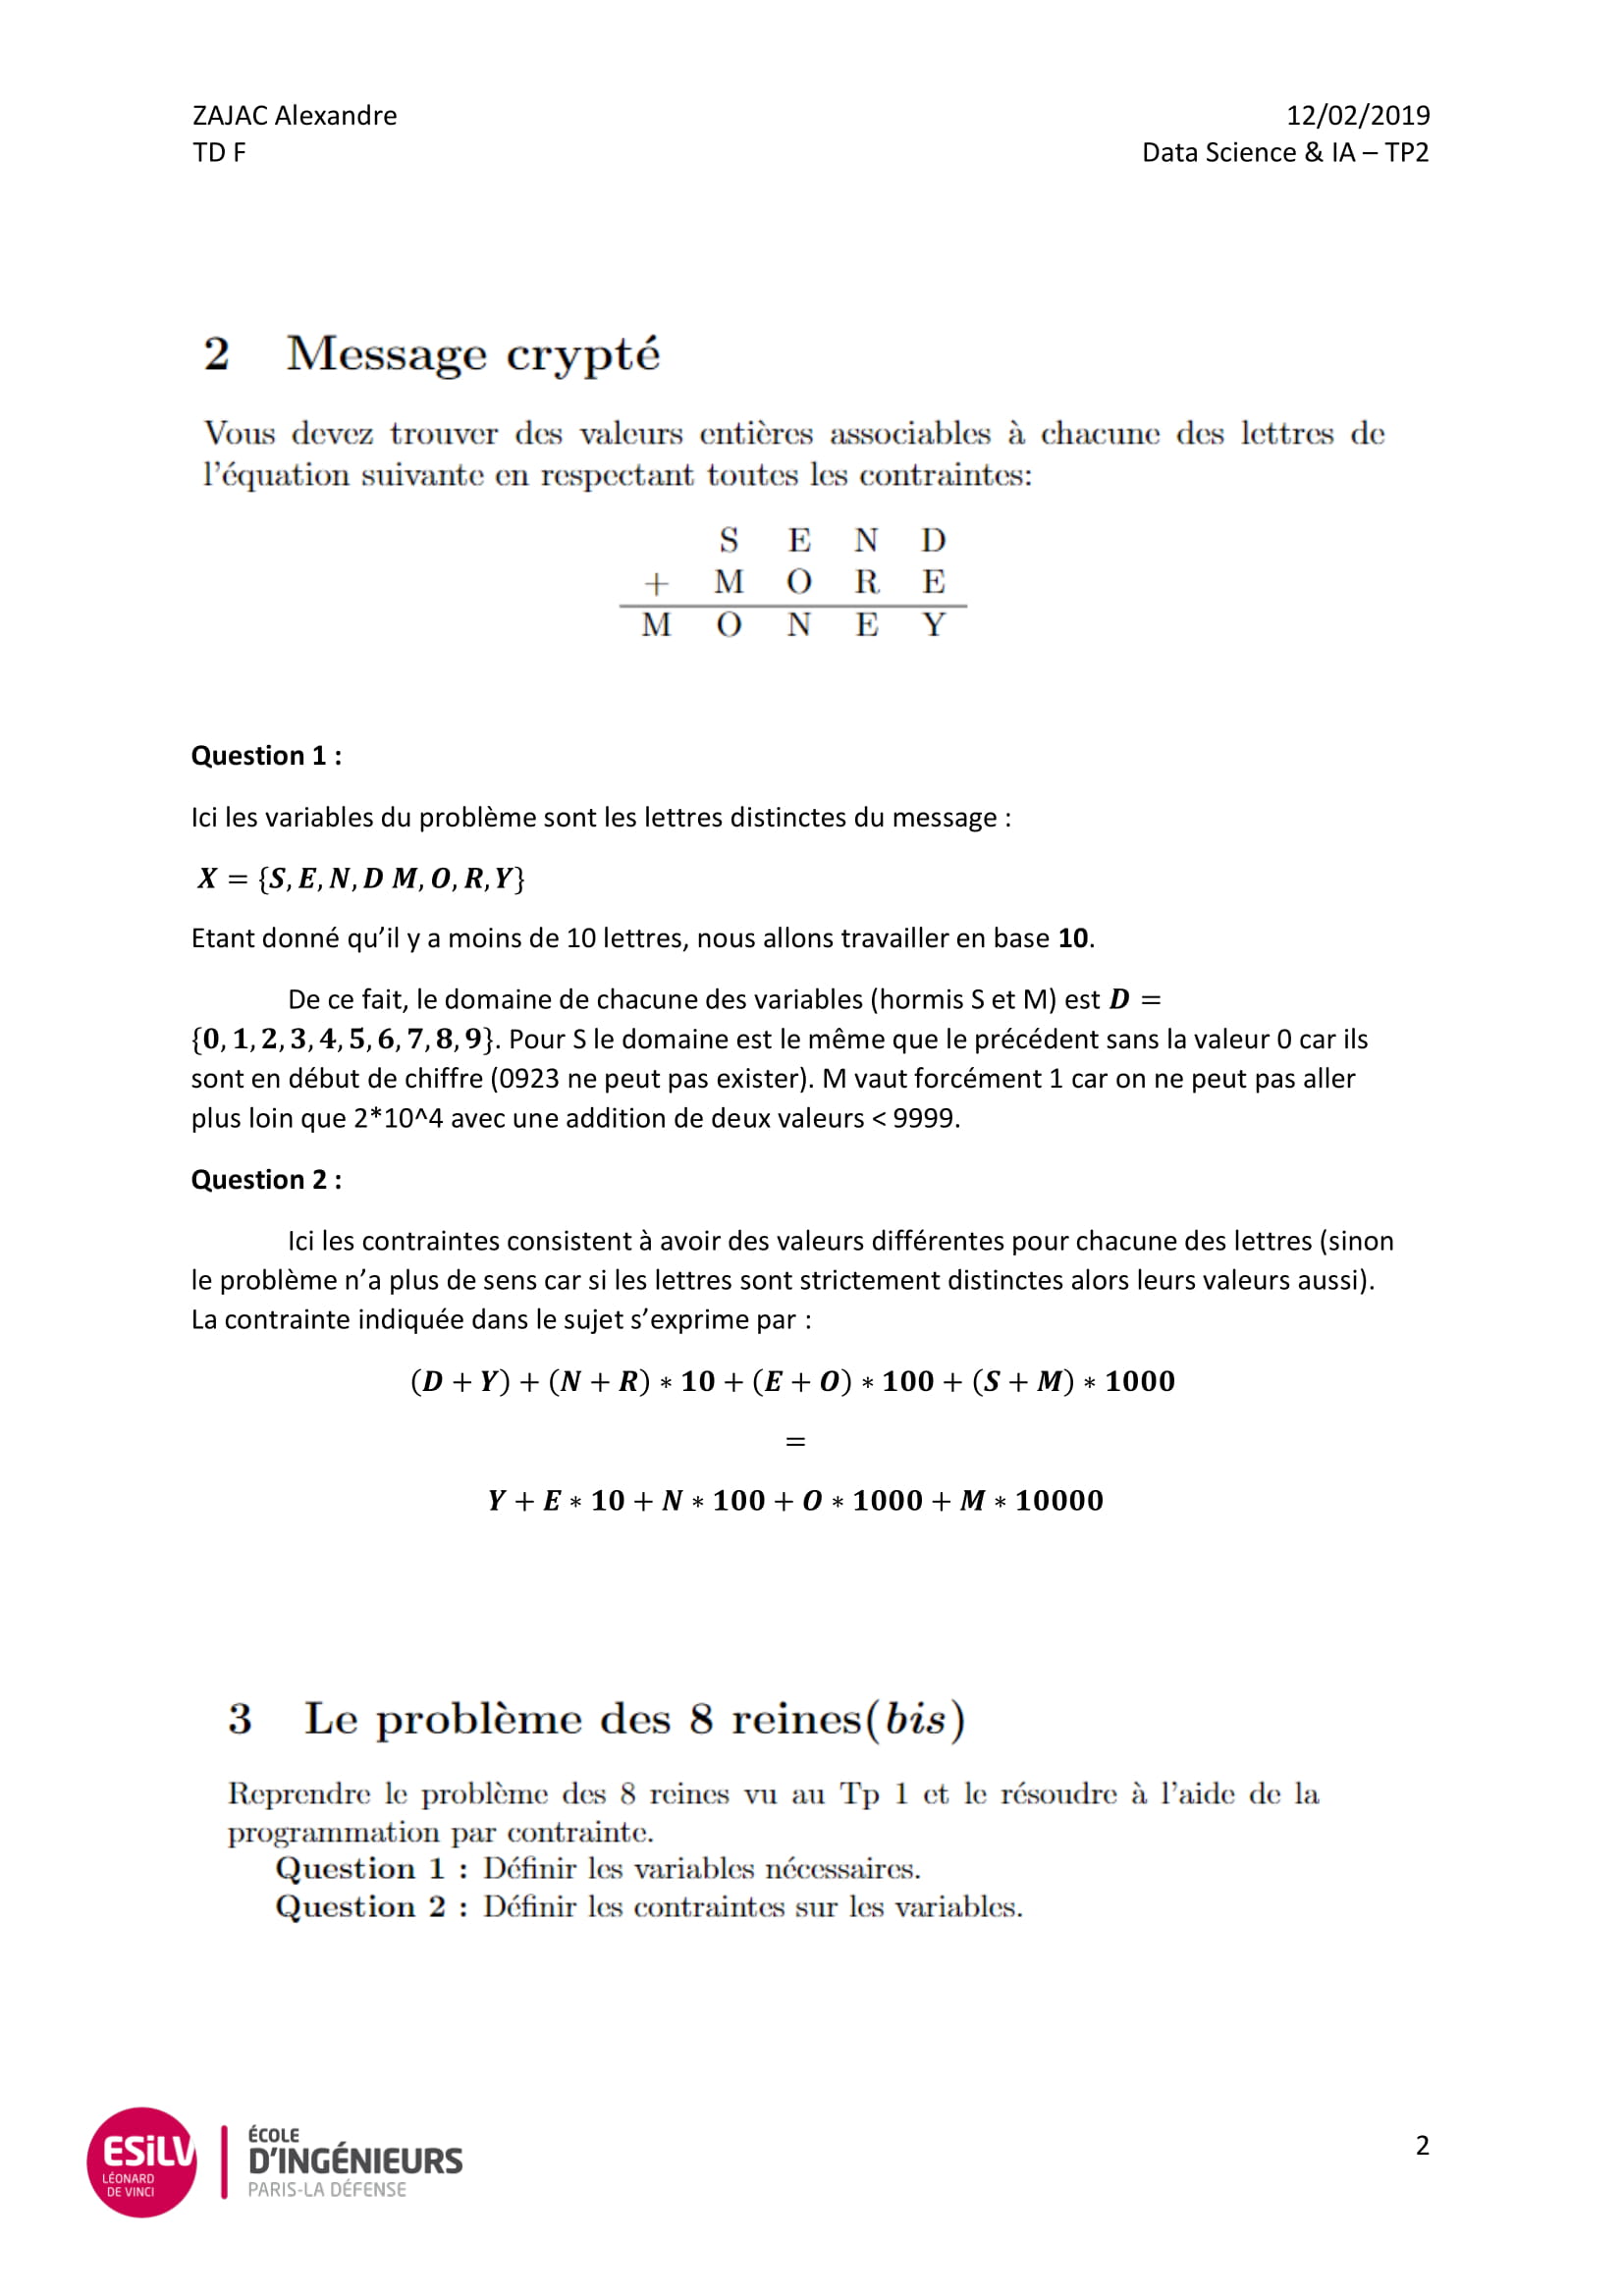 ZAJAC Alexandre 12/02/2019
TD F Data Science & IA – TP2
2 Message crypté
Vous devez trouver des valeurs entières associables à chacune des lettres de
l'équation suivante en respectant toutes les contraintes:
S E N D
+ M O R E
M O N E Y
Question 1 :
Ici les variables du problème sont les lettres distinctes du message :
X = {S, E, N, D M, O, R, Y}
Etant donné qu'il y a moins de 10 lettres, nous allons travailler en base 10.
De ce fait, le domaine de chacune des variables (hormis S et M) est D =
{0, 1, 2, 3, 4, 5, 6, 7, 8, 9}. Pour S le domaine est le même que le précédent sans la valeur 0 car ils
sont en début de chiffre (0923 ne peut pas exister). M vaut forcément 1 car on ne peut pas aller
plus loin que 2*10^4 avec une addition de deux valeurs < 9999.
Question 2 :
Ici les contraintes consistent à avoir des valeurs différentes pour chacune des lettres (sinon
le problème n'a plus de sens car si les lettres sont strictement distinctes alors leurs valeurs aussi).
La contrainte indiquée dans le sujet s'exprime par :
(D + Y) + (N + R) * 10 + (E + O) * 100 + (S + M) * 1000
=
Y + E * 10 + N * 100 + O * 1000 + M * 10000
3 Le problème des 8 reines(bis)
Reprendre le problème des 8 reines vu au Tp 1 et le résoudre à l'aide de la
programmation par contrainte.
Question 1 : Définir les variables nécessaires.
Question 2 : Définir les contraintes sur les variables.
ESiLV
LÉONARD
DE VINCI
ÉCOLE
D'INGÉNIEURS
PARIS-LA DÉFENSE
2